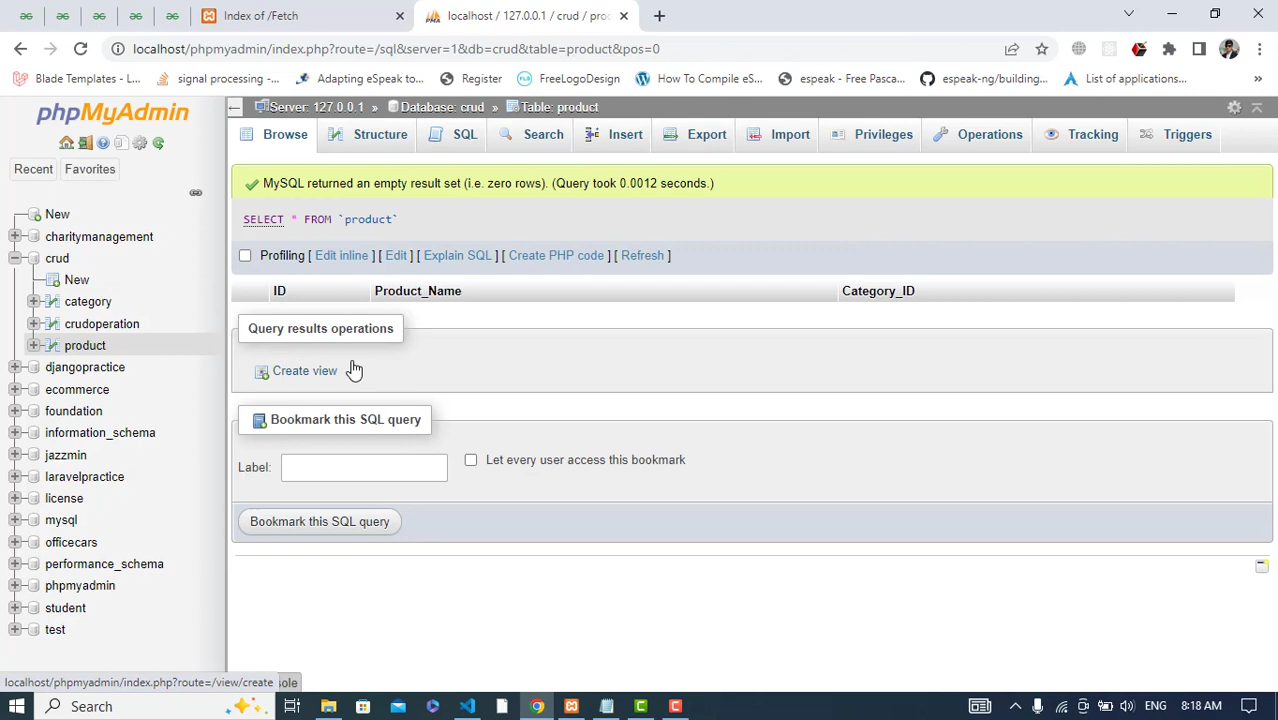 Index of /Fetch
localhost / 127.0.0.1 / crud / proc
localhost/phpmyadmin/index.php?route=/sql&server=1&db=crud&table=product&pos=0
Blade Templates - L...
signal processing -...
Adapting eSpeak to...
Register
FreeLogoDesign
How To Compile eS...
espeak - Free Pasca...
espeak-ng/building...
List of applications...
phpMyAdmin
Recent
Favorites
New
charitymanagement
crud
New
category
crudoperation
product
djangopractice
ecommerce
foundation
information_schema
jazzmin
laravelpractice
license
mysql
officecars
performance_schema
phpmyadmin
student
test
Server: 127.0.0.1 » Database: crud » Table: product
Browse
Structure
SQL
Search
Insert
Export
Import
Privileges
Operations
Tracking
Triggers
MySQL returned an empty result set (i.e. zero rows). (Query took 0.0012 seconds.)
SELECT * FROM `product`
Profiling [ Edit inline ] [ Edit ] [ Explain SQL ] [ Create PHP code ] [ Refresh ]
ID Product_Name Category_ID
Query results operations
Create view
Bookmark this SQL query
Label:
Let every user access this bookmark
Bookmark this SQL query
localhost/phpmyadmin/index.php?route=/view/create
Search
ENG 8:18 AM